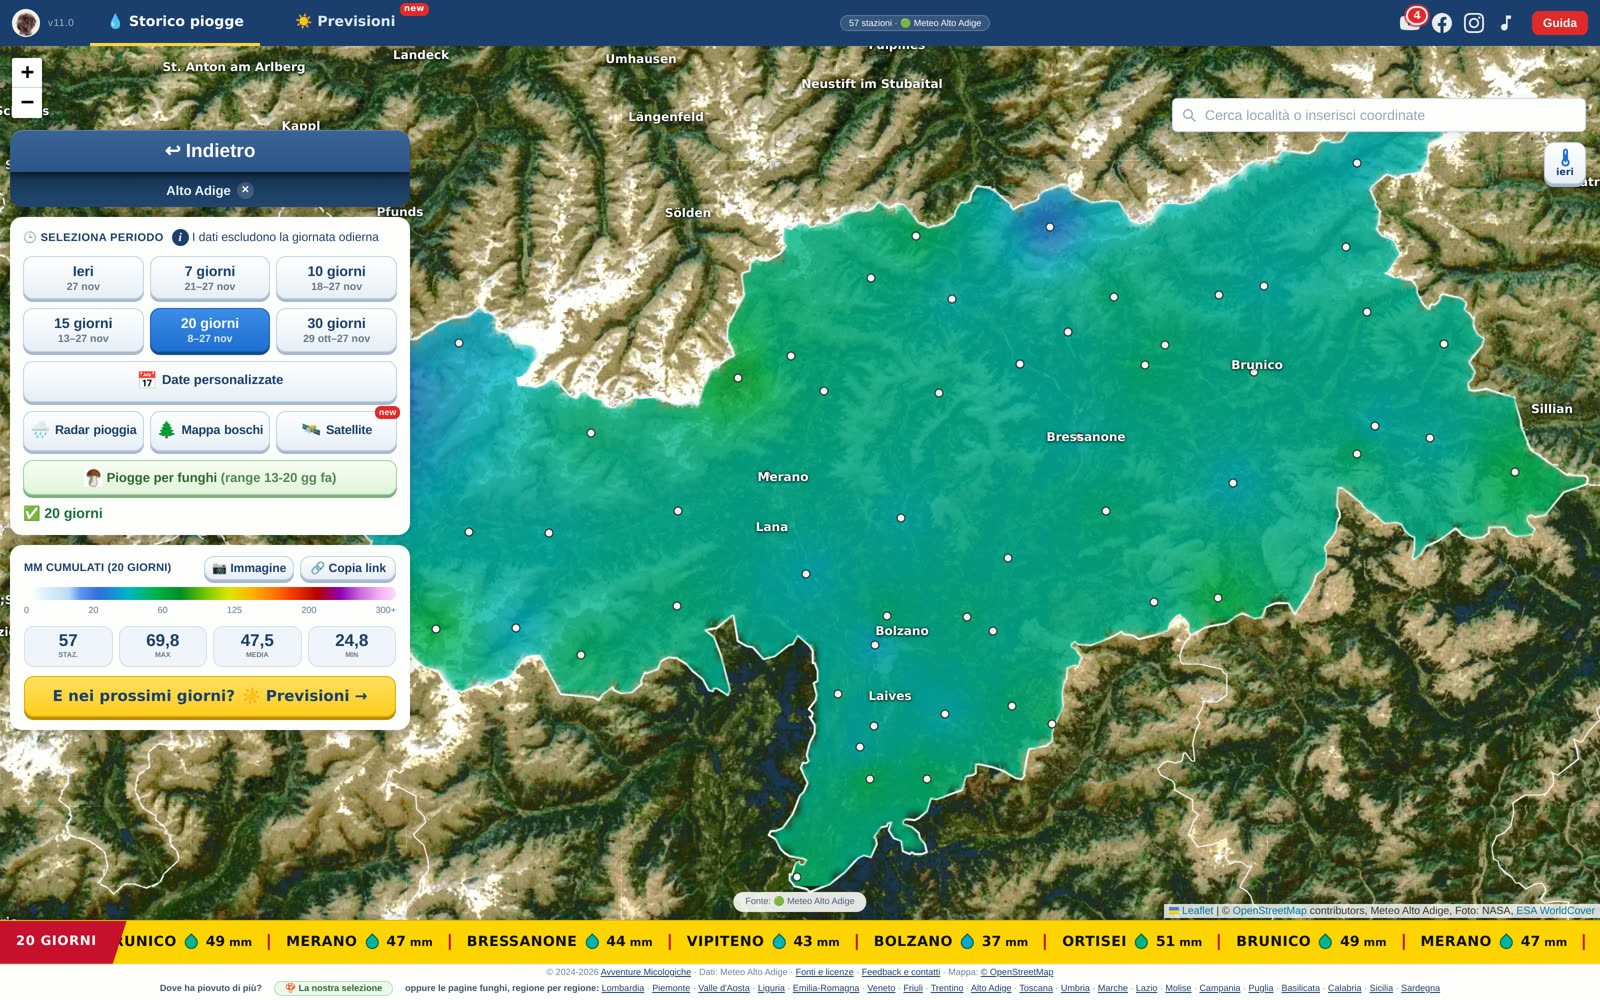 v11.0
💧 Storico piogge
☀️ Previsioni
new
57 stazioni · 🟢 Meteo Alto Adige
4
Guida
+
−
St. Anton am Arlberg
Landeck
Umhausen
Neustift im Stubaital
Längenfeld
Kappl
Pfunds
Sölden
Cerca località o inserisci coordinate
ieri
↩ Indietro
Alto Adige ×
🕒 SELEZIONA PERIODO i I dati escludono la giornata odierna
Ieri
27 nov
7 giorni
21–27 nov
10 giorni
18–27 nov
15 giorni
13–27 nov
20 giorni
8–27 nov
30 giorni
29 ott–27 nov
📅 Date personalizzate
🌧️ Radar pioggia
🌲 Mappa boschi
🛰️ Satellite
new
🍄 Piogge per funghi (range 13-20 gg fa)
✅ 20 giorni
MM CUMULATI (20 GIORNI)
📷 Immagine
🔗 Copia link
0 20 60 125 200 300+
57
STAZ.
69,8
MAX
47,5
MEDIA
24,8
MIN
E nei prossimi giorni? ☀️ Previsioni →
Brunico
Sillian
Bressanone
Merano
Lana
Bolzano
Laives
Fonte: 🟢 Meteo Alto Adige
Leaflet | © OpenStreetMap contributors, Meteo Alto Adige, Foto: NASA, ESA WorldCover
20 GIORNI
RUNICO 49 mm | MERANO 47 mm | BRESSANONE 44 mm | VIPITENO 43 mm | BOLZANO 37 mm | ORTISEI 51 mm | BRUNICO 49 mm | MERANO 47 mm |
© 2024-2026 Avventure Micologiche · Dati: Meteo Alto Adige · Fonti e licenze · Feedback e contatti · Mappa: © OpenStreetMap
Dove ha piovuto di più? 🍄 La nostra selezione oppure le pagine funghi, regione per regione: Lombardia · Piemonte · Valle d'Aosta · Liguria · Emilia-Romagna · Veneto · Friuli · Trentino · Alto Adige · Toscana · Umbria · Marche · Lazio · Molise · Campania · Puglia · Basilicata · Calabria · Sicilia · Sardegna